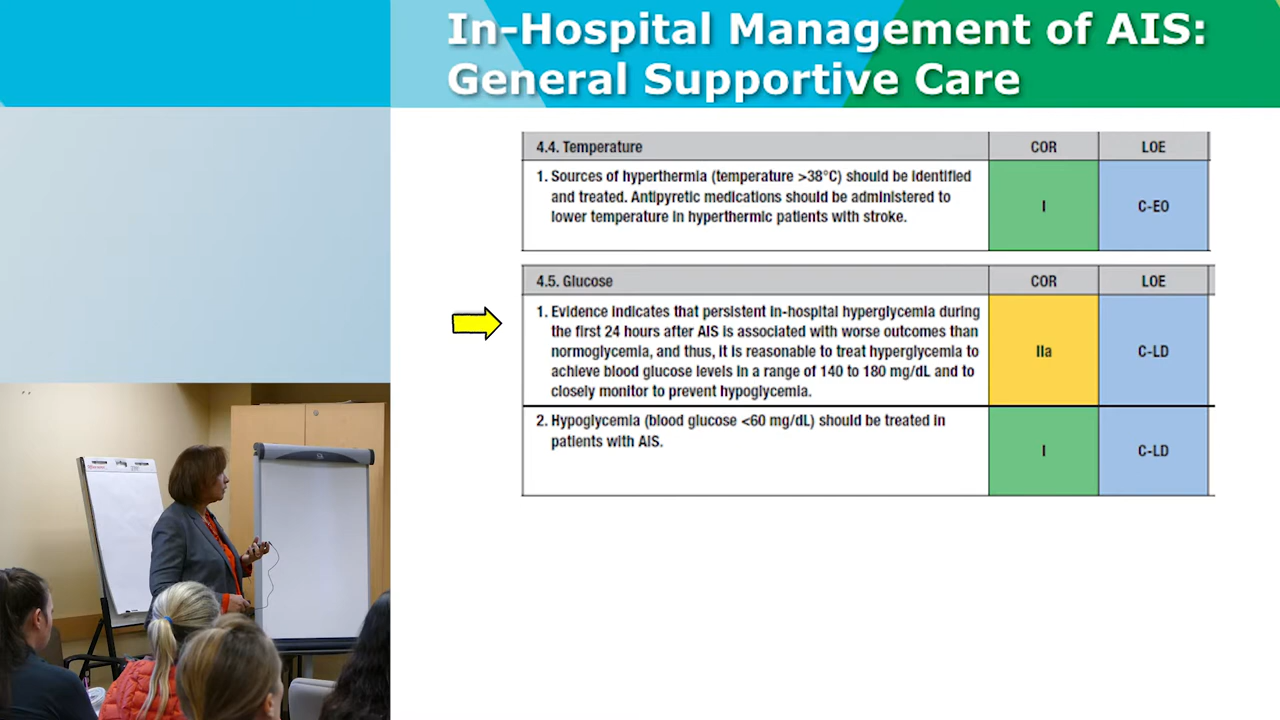 In-Hospital Management of AIS:
General Supportive Care
4.4. Temperature COR LOE
1. Sources of hyperthermia (temperature >38°C) should be identified
and treated. Antipyretic medications should be administered to
lower temperature in hyperthermic patients with stroke.
I C-EO
4.5. Glucose COR LOE
1. Evidence indicates that persistent in-hospital hyperglycemia during
the first 24 hours after AIS is associated with worse outcomes than
normoglycemia, and thus, it is reasonable to treat hyperglycemia to
achieve blood glucose levels in a range of 140 to 180 mg/dL and to
closely monitor to prevent hypoglycemia.
IIa C-LD
2. Hypoglycemia (blood glucose <60 mg/dL) should be treated in
patients with AIS.
I C-LD